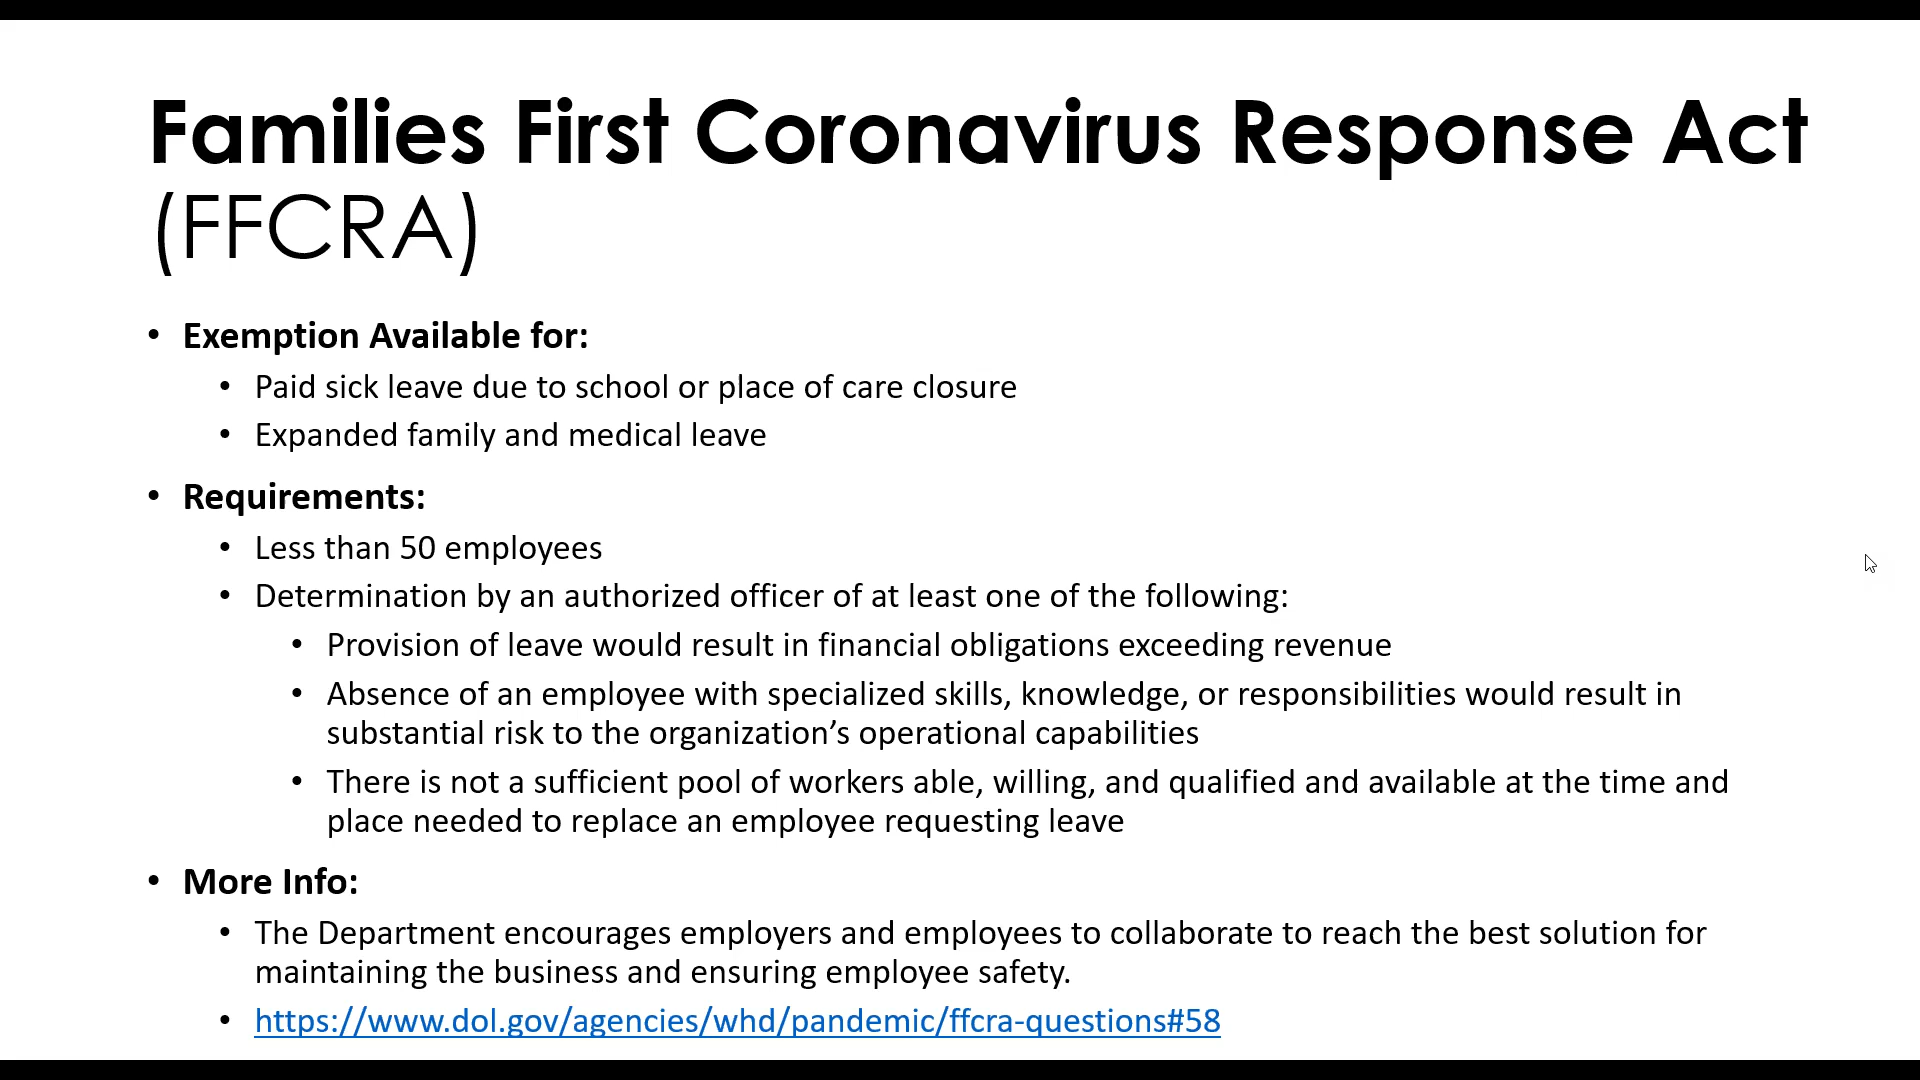 Families First Coronavirus Response Act
(FFCRA)
• Exemption Available for:
• Paid sick leave due to school or place of care closure
• Expanded family and medical leave
• Requirements:
• Less than 50 employees
• Determination by an authorized officer of at least one of the following:
• Provision of leave would result in financial obligations exceeding revenue
• Absence of an employee with specialized skills, knowledge, or responsibilities would result in
substantial risk to the organization’s operational capabilities
• There is not a sufficient pool of workers able, willing, and qualified and available at the time and
place needed to replace an employee requesting leave
• More Info:
• The Department encourages employers and employees to collaborate to reach the best solution for
maintaining the business and ensuring employee safety.
• https://www.dol.gov/agencies/whd/pandemic/ffcra-questions#58